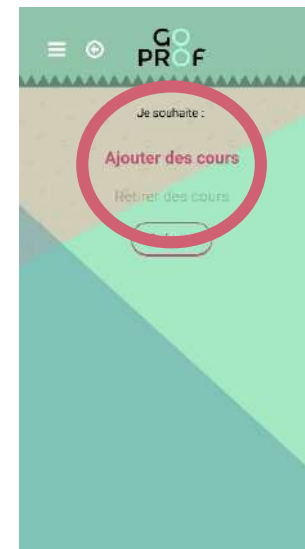 GO
PROF
Je souhaite :
Ajouter des cours
Retirer des cours